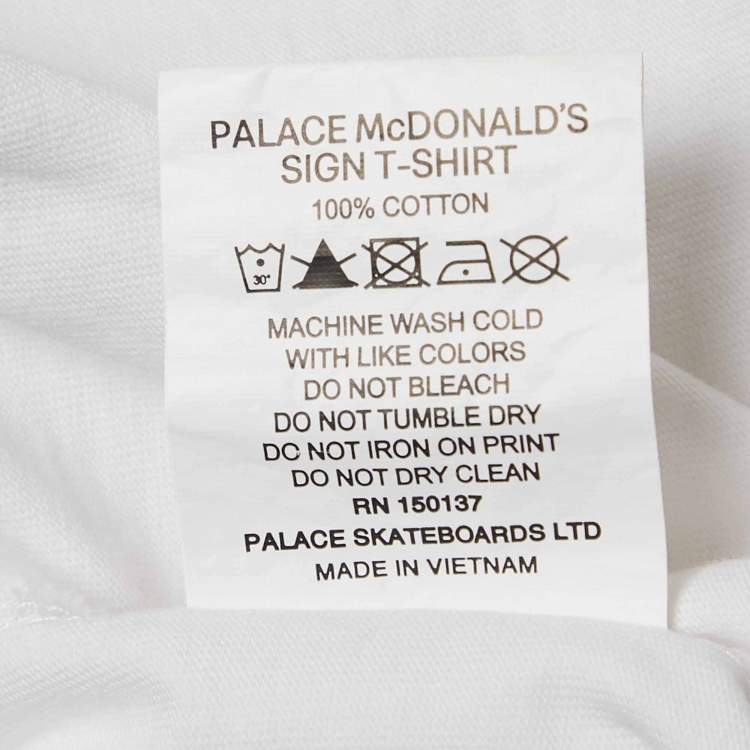 PALACE McDONALD'S
SIGN T-SHIRT
100% COTTON
30°
MACHINE WASH COLD
WITH LIKE COLORS
DO NOT BLEACH
DO NOT TUMBLE DRY
DO NOT IRON ON PRINT
DO NOT DRY CLEAN
RN 150137
PALACE SKATEBOARDS LTD
MADE IN VIETNAM